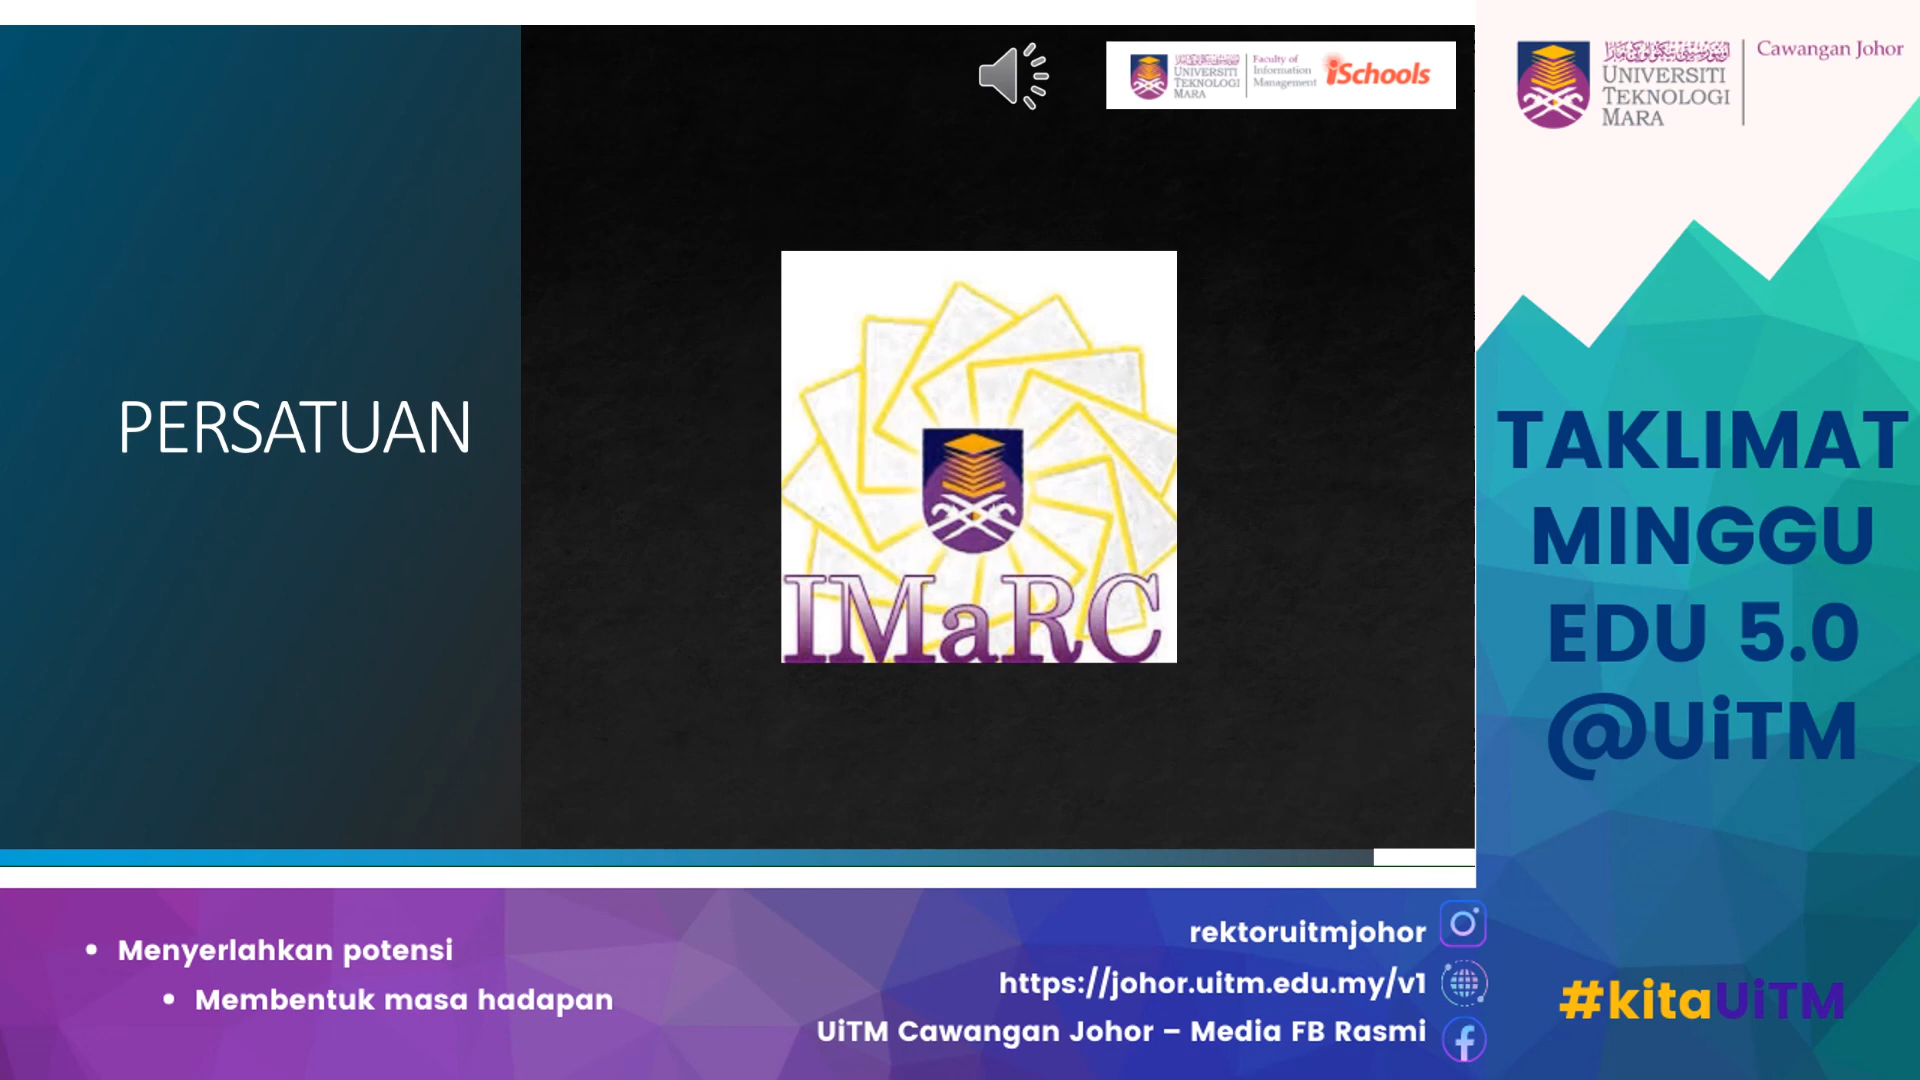 UNIVERSITI
TEKNOLOGI
MARA
Faculty of
Information
Management
iSchools
PERSATUAN
IMaRC
UNIVERSITI
TEKNOLOGI
MARA
Cawangan Johor
TAKLIMAT
MINGGU
EDU 5.0
@UiTM
• Menyerlahkan potensi
• Membentuk masa hadapan
rektoruitmjohor
https://johor.uitm.edu.my/v1
UiTM Cawangan Johor – Media FB Rasmi
#kitaUiTM